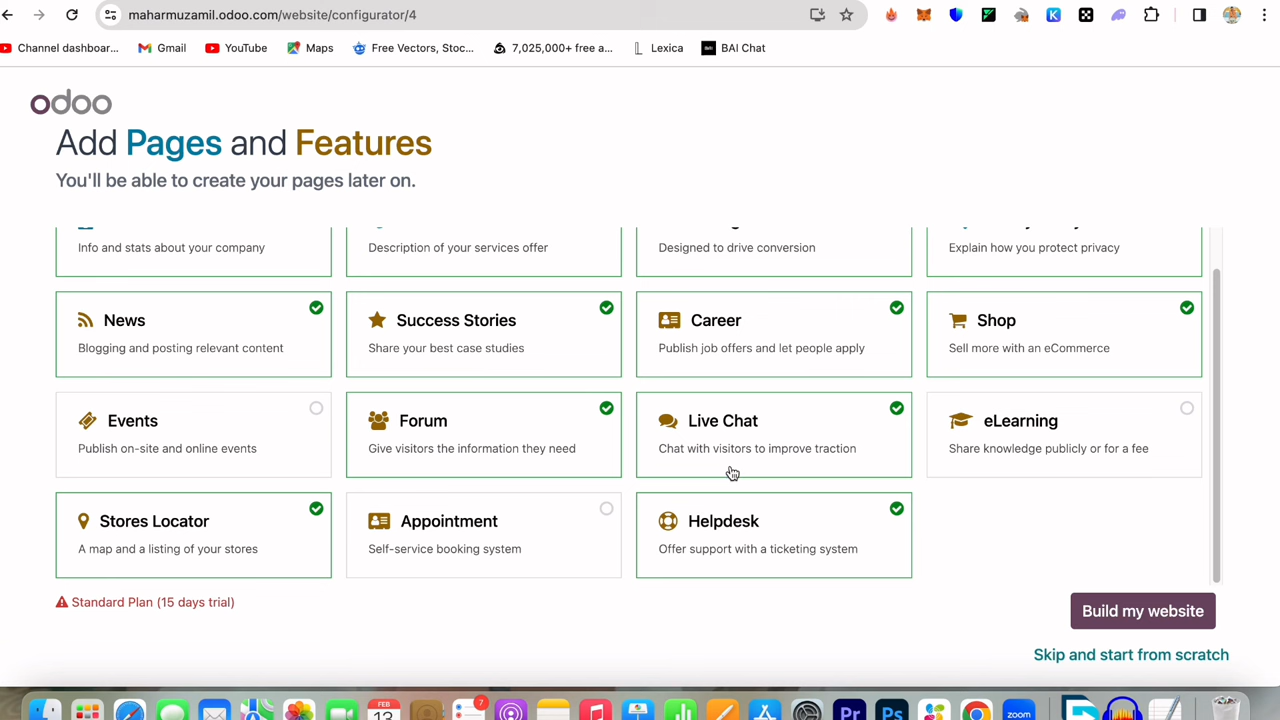 maharmuzamil.odoo.com/website/configurator/4
Channel dashboar... Gmail YouTube Maps Free Vectors, Stoc... 7,025,000+ free a... Lexica BAI Chat
odoo
Add Pages and Features
You'll be able to create your pages later on.
Info and stats about your company
Description of your services offer
Designed to drive conversion
Explain how you protect privacy
News
Blogging and posting relevant content
Success Stories
Share your best case studies
Career
Publish job offers and let people apply
Shop
Sell more with an eCommerce
Events
Publish on-site and online events
Forum
Give visitors the information they need
Live Chat
Chat with visitors to improve traction
eLearning
Share knowledge publicly or for a fee
Stores Locator
A map and a listing of your stores
Appointment
Self-service booking system
Helpdesk
Offer support with a ticketing system
Standard Plan (15 days trial)
Build my website
Skip and start from scratch
FEB
13
7
Pr
Ps
zoom